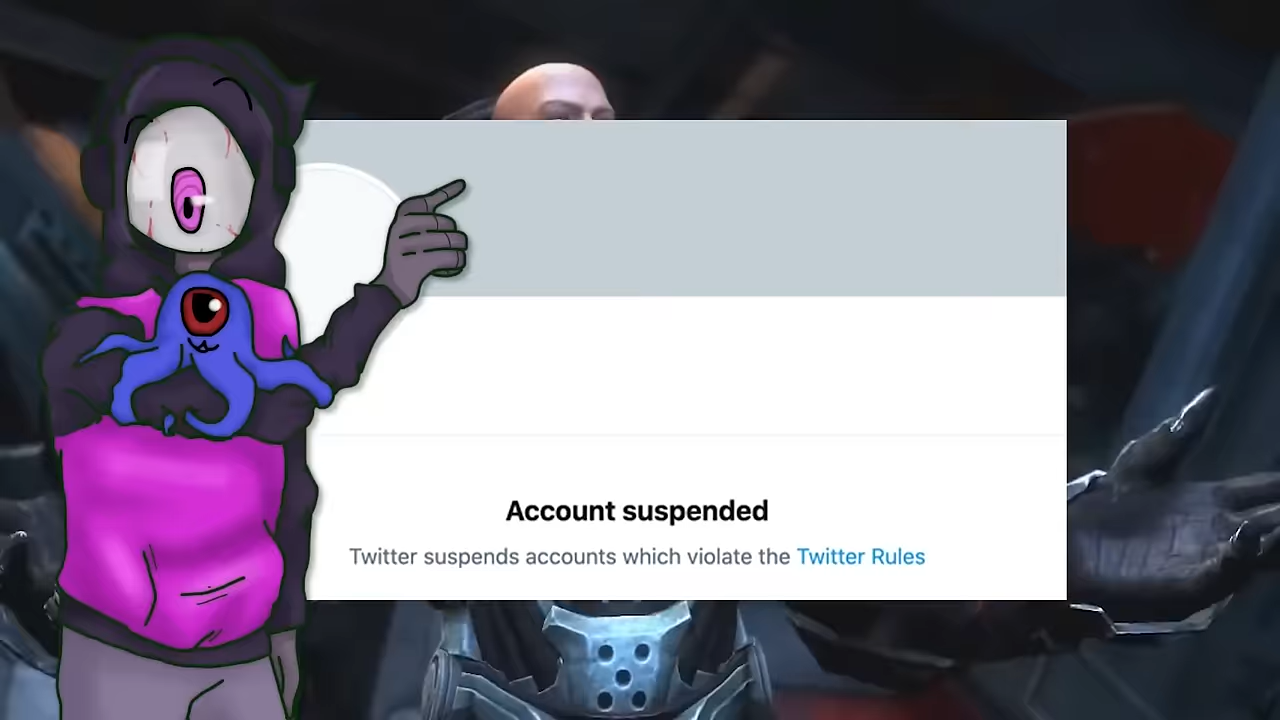 Account suspended
Twitter suspends accounts which violate the Twitter Rules